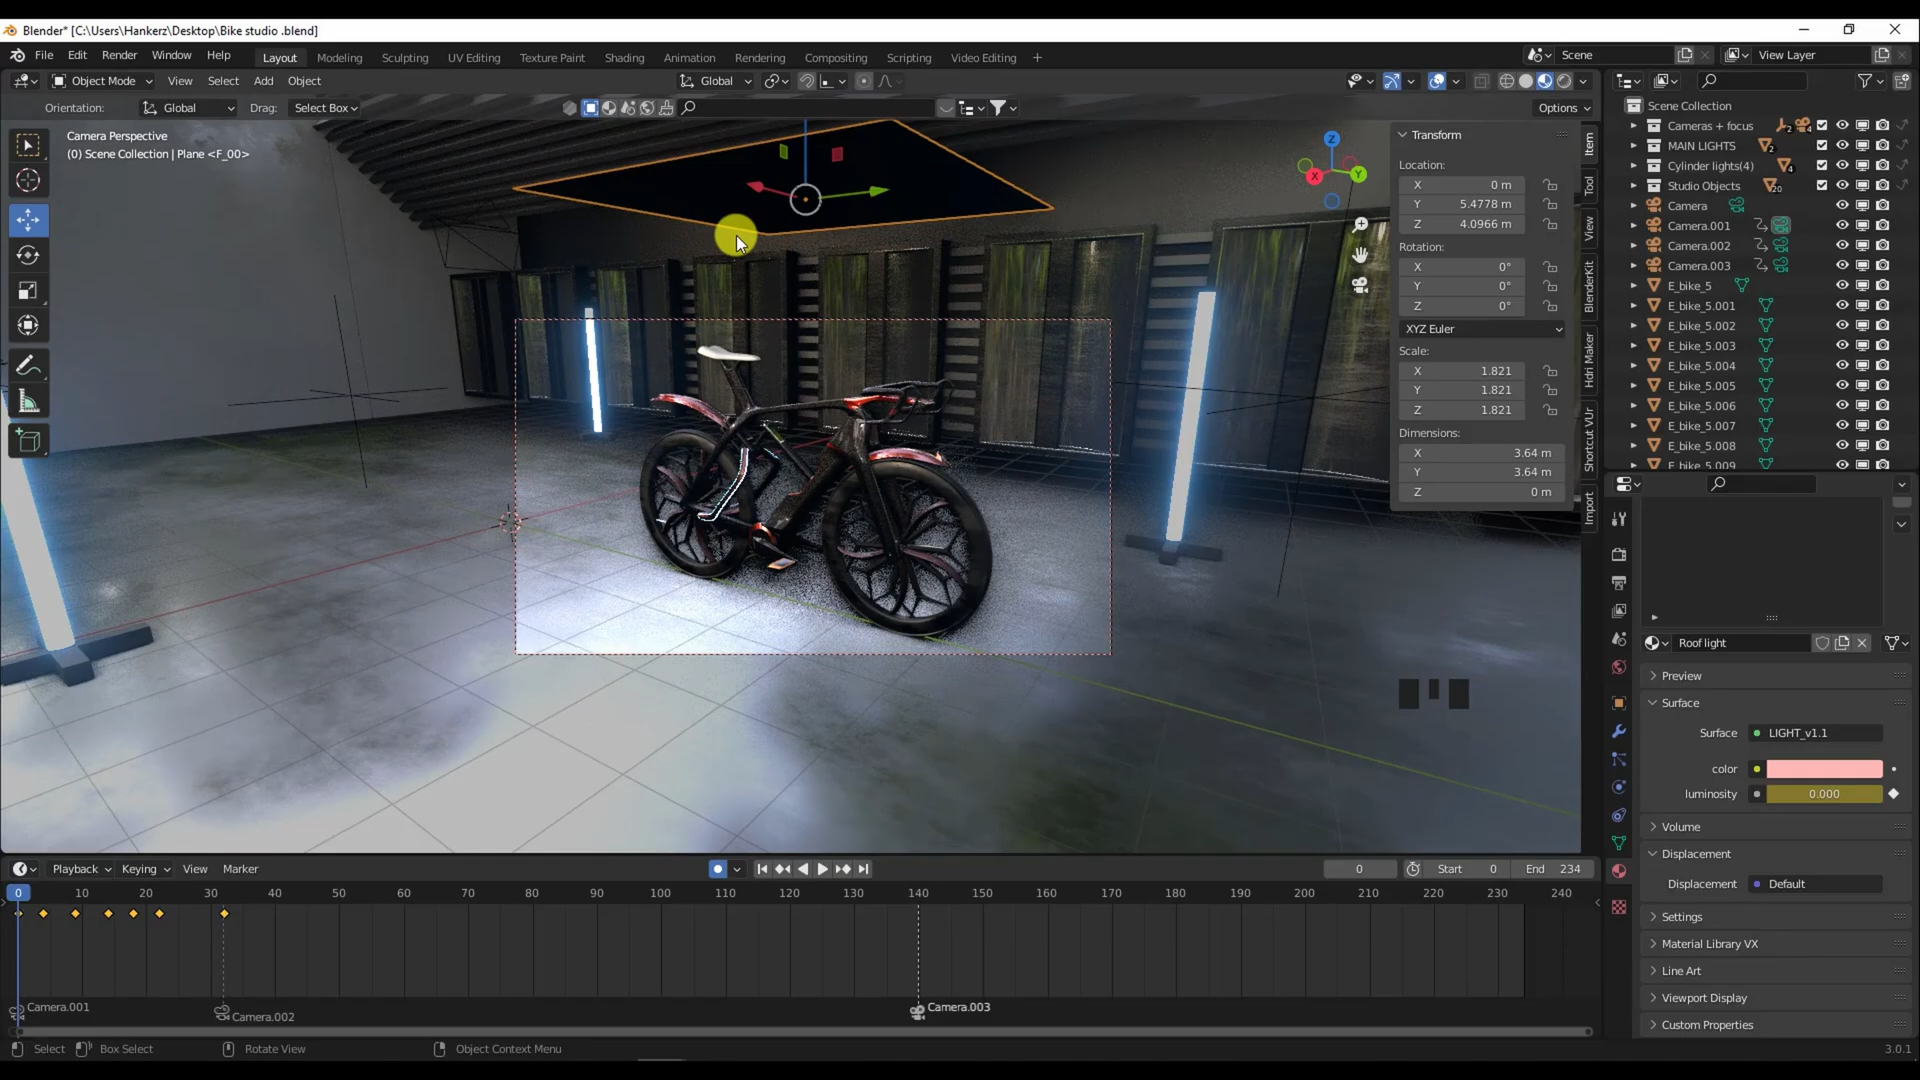 Blender* [C:\Users\Hankerz\Desktop\Bike studio .blend]
File Edit Render Window Help
Layout Modeling Sculpting UV Editing Texture Paint Shading Animation Rendering Compositing Scripting Video Editing +
Scene
View Layer
Object Mode View Select Add Object
Global
Orientation: Global Drag: Select Box
Options
Camera Perspective
(0) Scene Collection | Plane <F_00>
Z
X
Y
Transform
Location:
X 0 m
Y 5.4778 m
Z 4.0966 m
Rotation:
X 0°
Y 0°
Z 0°
XYZ Euler
Scale:
X 1.821
Y 1.821
Z 1.821
Dimensions:
X 3.64 m
Y 3.64 m
Z 0 m
Item
Tool
View
BlenderKit
Hdri Maker
Shortcut VUr
Import
Scene Collection
Cameras + focus 2 4
MAIN LIGHTS 2
Cylinder lights(4) 4
Studio Objects 20
Camera
Camera.001
Camera.002
Camera.003
E_bike_5
E_bike_5.001
E_bike_5.002
E_bike_5.003
E_bike_5.004
E_bike_5.005
E_bike_5.006
E_bike_5.007
E_bike_5.008
E_bike_5.009
Roof light
Preview
Surface
Surface LIGHT_v1.1
color
luminosity 0.000
Volume
Displacement
Displacement Default
Settings
Material Library VX
Line Art
Viewport Display
Custom Properties
Playback Keying View Marker
0 Start 0 End 234
0 10 20 30 40 50 60 70 80 90 100 110 120 130 140 150 160 170 180 190 200 210 220 230 240
Camera.001
Camera.002
Camera.003
Select Box Select Rotate View Object Context Menu
3.0.1